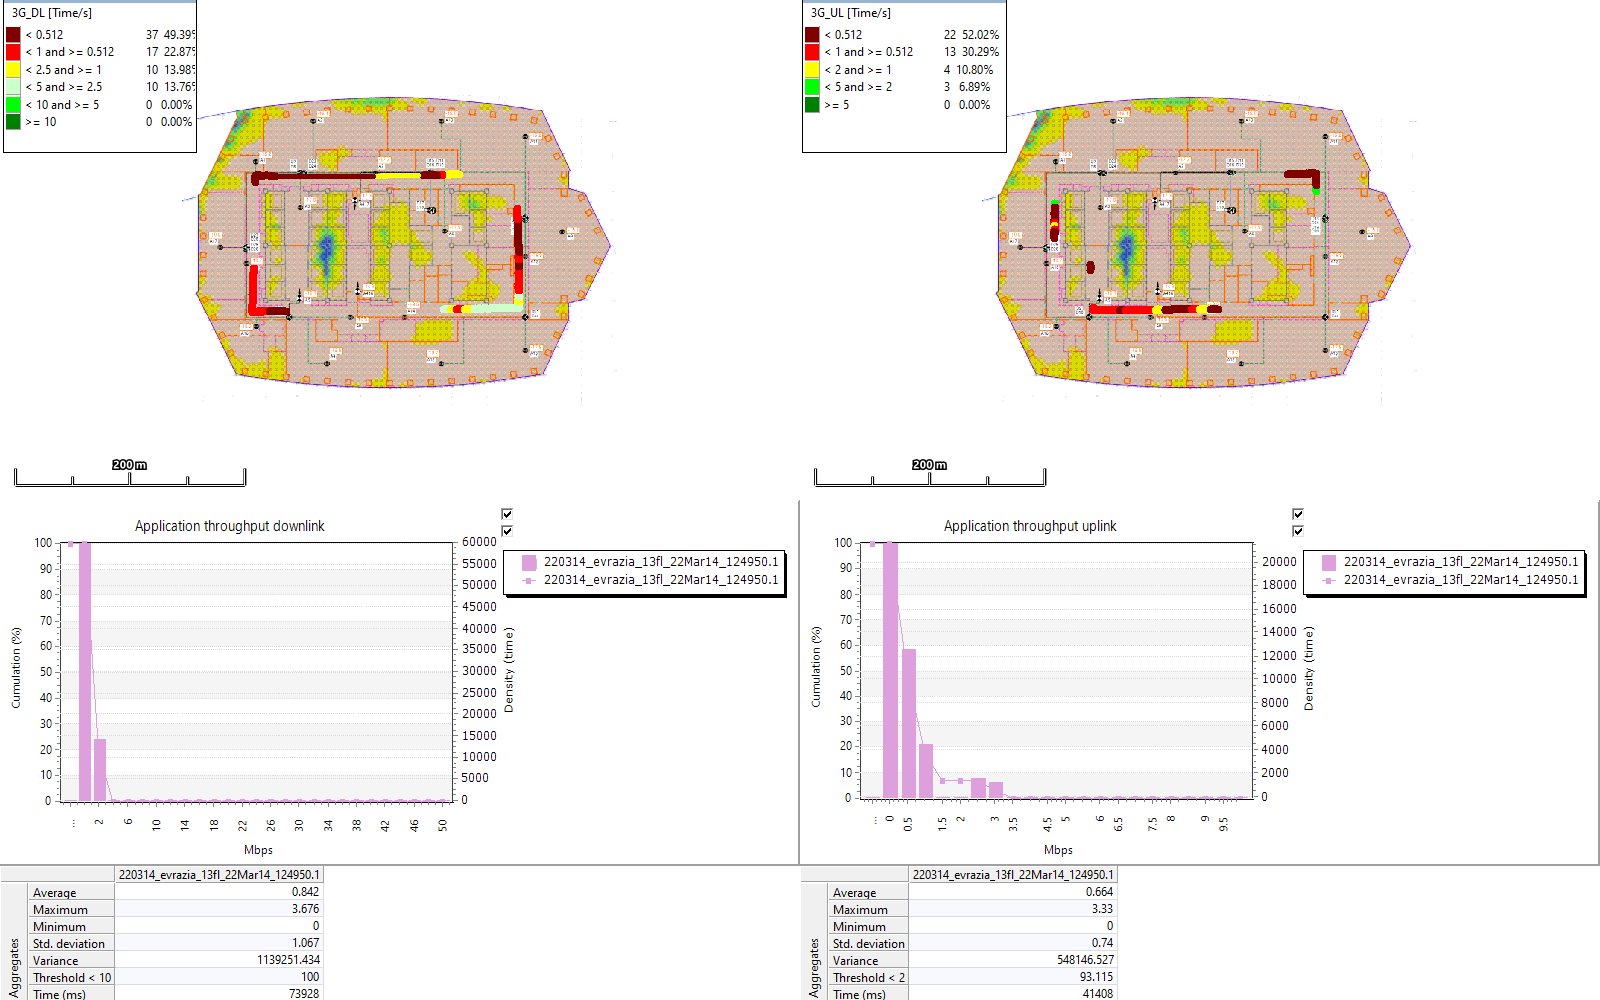 3G_DL [Time/s]
< 0.512 37 49.39%
< 1 and >= 0.512 17 22.87%
< 2.5 and >= 1 10 13.98%
< 5 and >= 2.5 10 13.76%
< 10 and >= 5 0 0.00%
>= 10 0 0.00%
3G_UL [Time/s]
< 0.512 22 52.02%
< 1 and >= 0.512 13 30.29%
< 2 and >= 1 4 10.80%
< 5 and >= 2 3 6.89%
>= 5 0 0.00%
200 m
200 m
Application throughput downlink
100
90
80
70
60
50
40
30
20
10
0
Cumulation (%)
60000
55000
50000
45000
40000
35000
30000
25000
20000
15000
10000
5000
0
Density (time)
... 2 6 10 14 18 22 26 30 34 38 42 46 50
Mbps
220314_evrazia_13fl_22Mar14_124950.1
220314_evrazia_13fl_22Mar14_124950.1
Application throughput uplink
100
90
80
70
60
50
40
30
20
10
0
Cumulation (%)
20000
18000
16000
14000
12000
10000
8000
6000
4000
2000
0
Density (time)
... 0 0.5 1.5 2 3 3.5 4.5 5 6 6.5 7.5 8 9 9.5
Mbps
220314_evrazia_13fl_22Mar14_124950.1
220314_evrazia_13fl_22Mar14_124950.1
220314_evrazia_13fl_22Mar14_124950.1
Aggregates
Average 0.842
Maximum 3.676
Minimum 0
Std. deviation 1.067
Variance 1139251.434
Threshold < 10 100
Time (ms) 73928
220314_evrazia_13fl_22Mar14_124950.1
Aggregates
Average 0.664
Maximum 3.33
Minimum 0
Std. deviation 0.74
Variance 548146.527
Threshold < 2 93.115
Time (ms) 41408